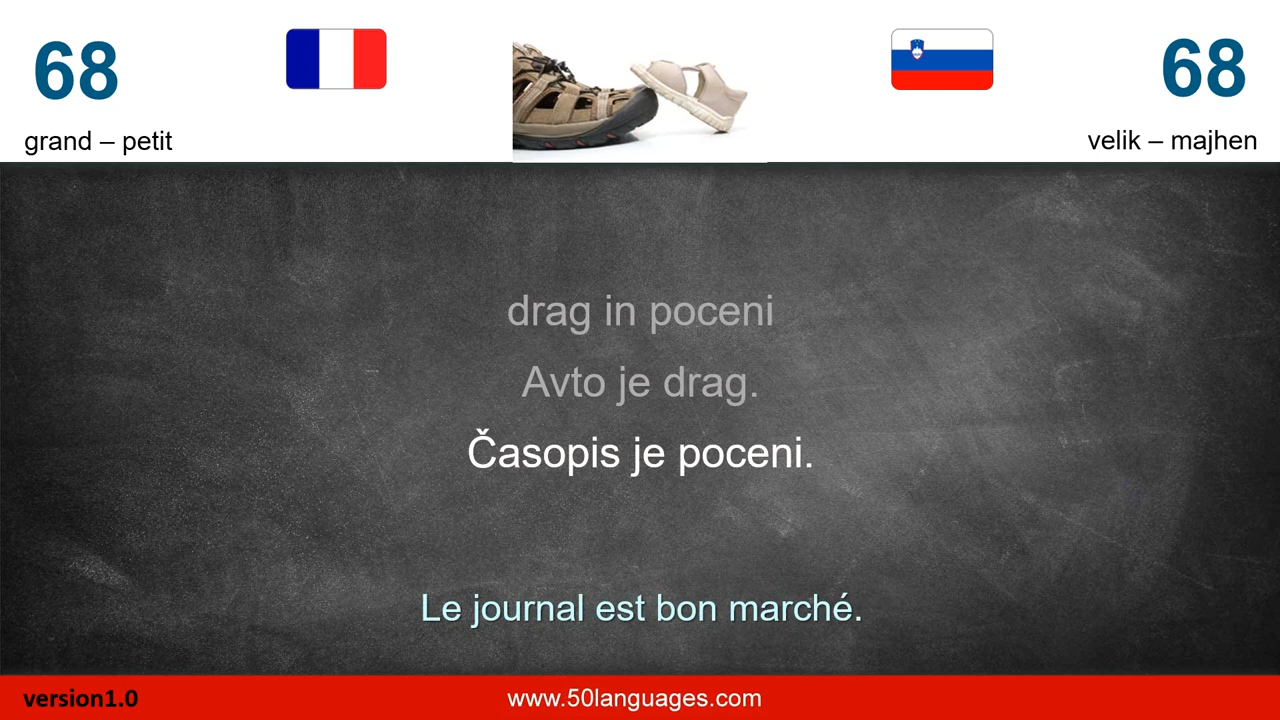 68
68
grand – petit
velik – majhen
drag in poceni
Avto je drag.
Časopis je poceni.
Le journal est bon marché.
version1.0
www.50languages.com